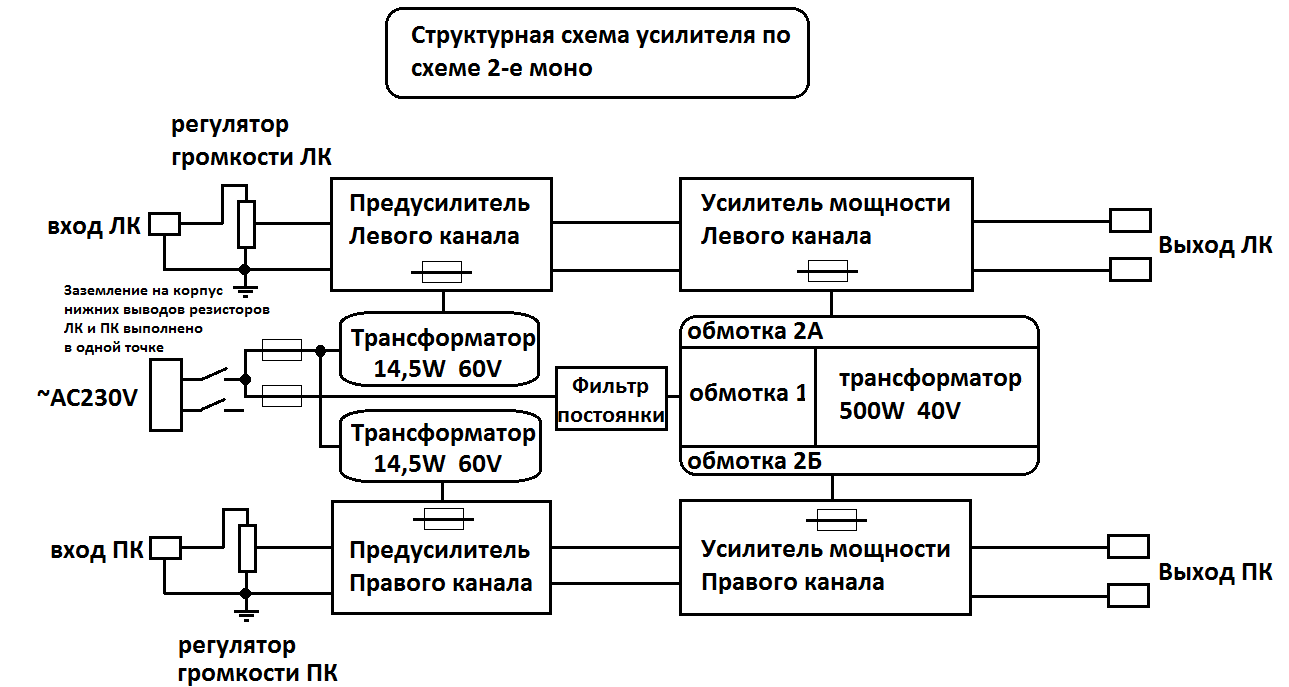 Структурная схема усилителя по
схеме 2-е моно
регулятор
громкости ЛК
вход ЛК
Предусилитель
Левого канала
Усилитель мощности
Левого канала
Выход ЛК
Заземление на корпус
нижних выводов резисторов
ЛК и ПК выполнено
в одной точке
~AC230V
Трансформатор
14,5W 60V
Фильтр
постоянки
обмотка 2А
обмотка 1
трансформатор
500W 40V
обмотка 2Б
Трансформатор
14,5W 60V
вход ПК
Предусилитель
Правого канала
Усилитель мощности
Правого канала
Выход ПК
регулятор
громкости ПК